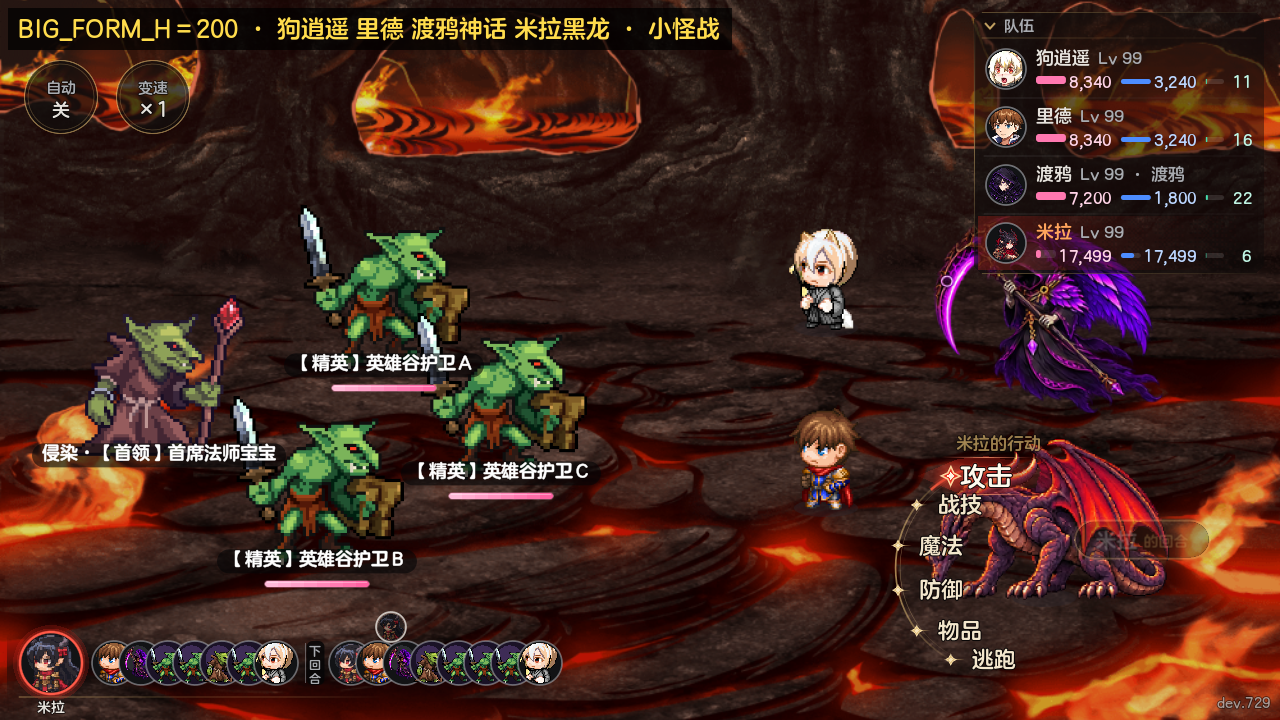 BIG_FORM_H=200 · 狗逍遥 里德 渡鸦神话 米拉黑龙 · 小怪战
自动
关
变速
×1
队伍
狗逍遥 Lv 99
8,340 3,240 11
里德 Lv 99
8,340 3,240 16
渡鸦 Lv 99 · 渡鸦
7,200 1,800 22
米拉 Lv 99
17,499 17,499 6
【精英】英雄谷护卫A
侵染·【首领】首席法师宝宝
【精英】英雄谷护卫C
【精英】英雄谷护卫B
米拉的行动
攻击
战技
魔法
防御
物品
逃跑
米拉 的回合
下回合
米拉
dev.729